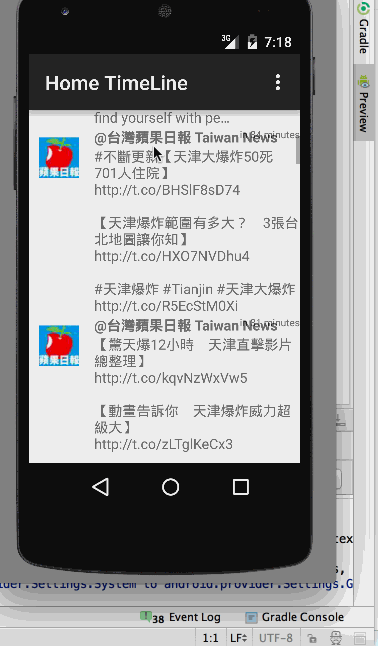 Gradle
Preview
3G
7:18
Home TimeLine
find yourself with pe…
@台灣蘋果日報 Taiwan News
in 84 minutes
#不斷更新【天津大爆炸50死
701人住院】
http://t.co/BHSlF8sD74
【天津爆炸範圍有多大？ 3張台
北地圖讓你知】
http://t.co/HXO7NVDhu4
#天津爆炸 #Tianjin #天津大爆炸
http://t.co/R5EcStM0Xi
@台灣蘋果日報 Taiwan News
minutes
【驚天爆12小時 天津直擊影片
總整理】
http://t.co/kqvNzWxVw5
【動畫告訴你 天津爆炸威力超
級大】
http://t.co/zLTglKeCx3
蘋果日報
蘋果日報
tex
s,
ider.Settings.System to android.provider.Settings.G
38 Event Log
Gradle Console
1:1 LF UTF-8